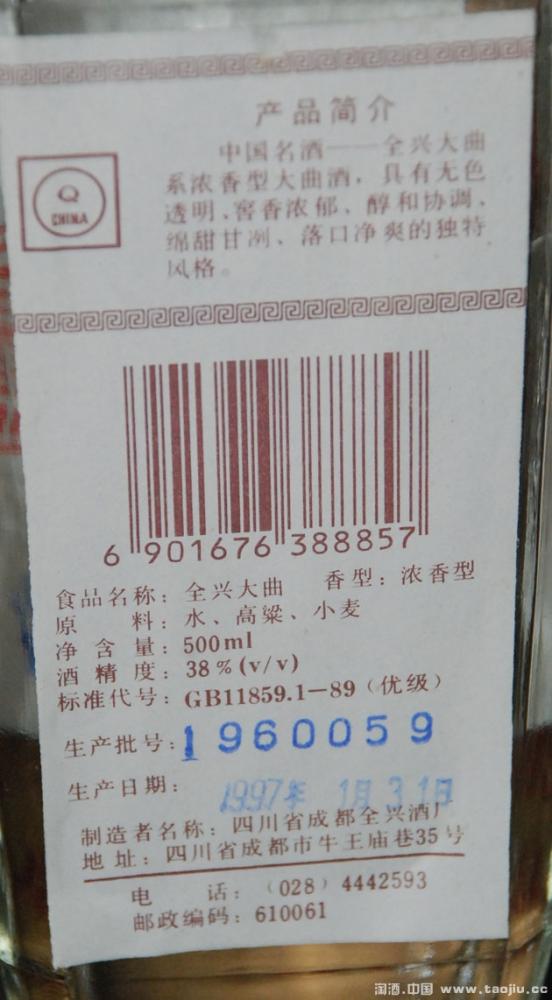 产品简介
中国名酒——全兴大曲
系浓香型大曲酒，具有无色
透明、窖香浓郁、醇和协调、
绵甜甘洌、落口净爽的独特
风格。
Q
CHINA
6 901676 388857
食品名称：全兴大曲 香型：浓香型
原 料：水、高粱、小麦
净 含 量：500ml
酒 精 度：38%(v/v)
标准代号：GB11859.1—89（优级）
生产批号：1960059
生产日期：1997年 1月31日
制造者名称：四川省成都全兴酒厂
地 址：四川省成都市牛王庙巷35号
电 话：（028）4442593
邮政编码：610061
淘酒.中国 www.taojiu.cc